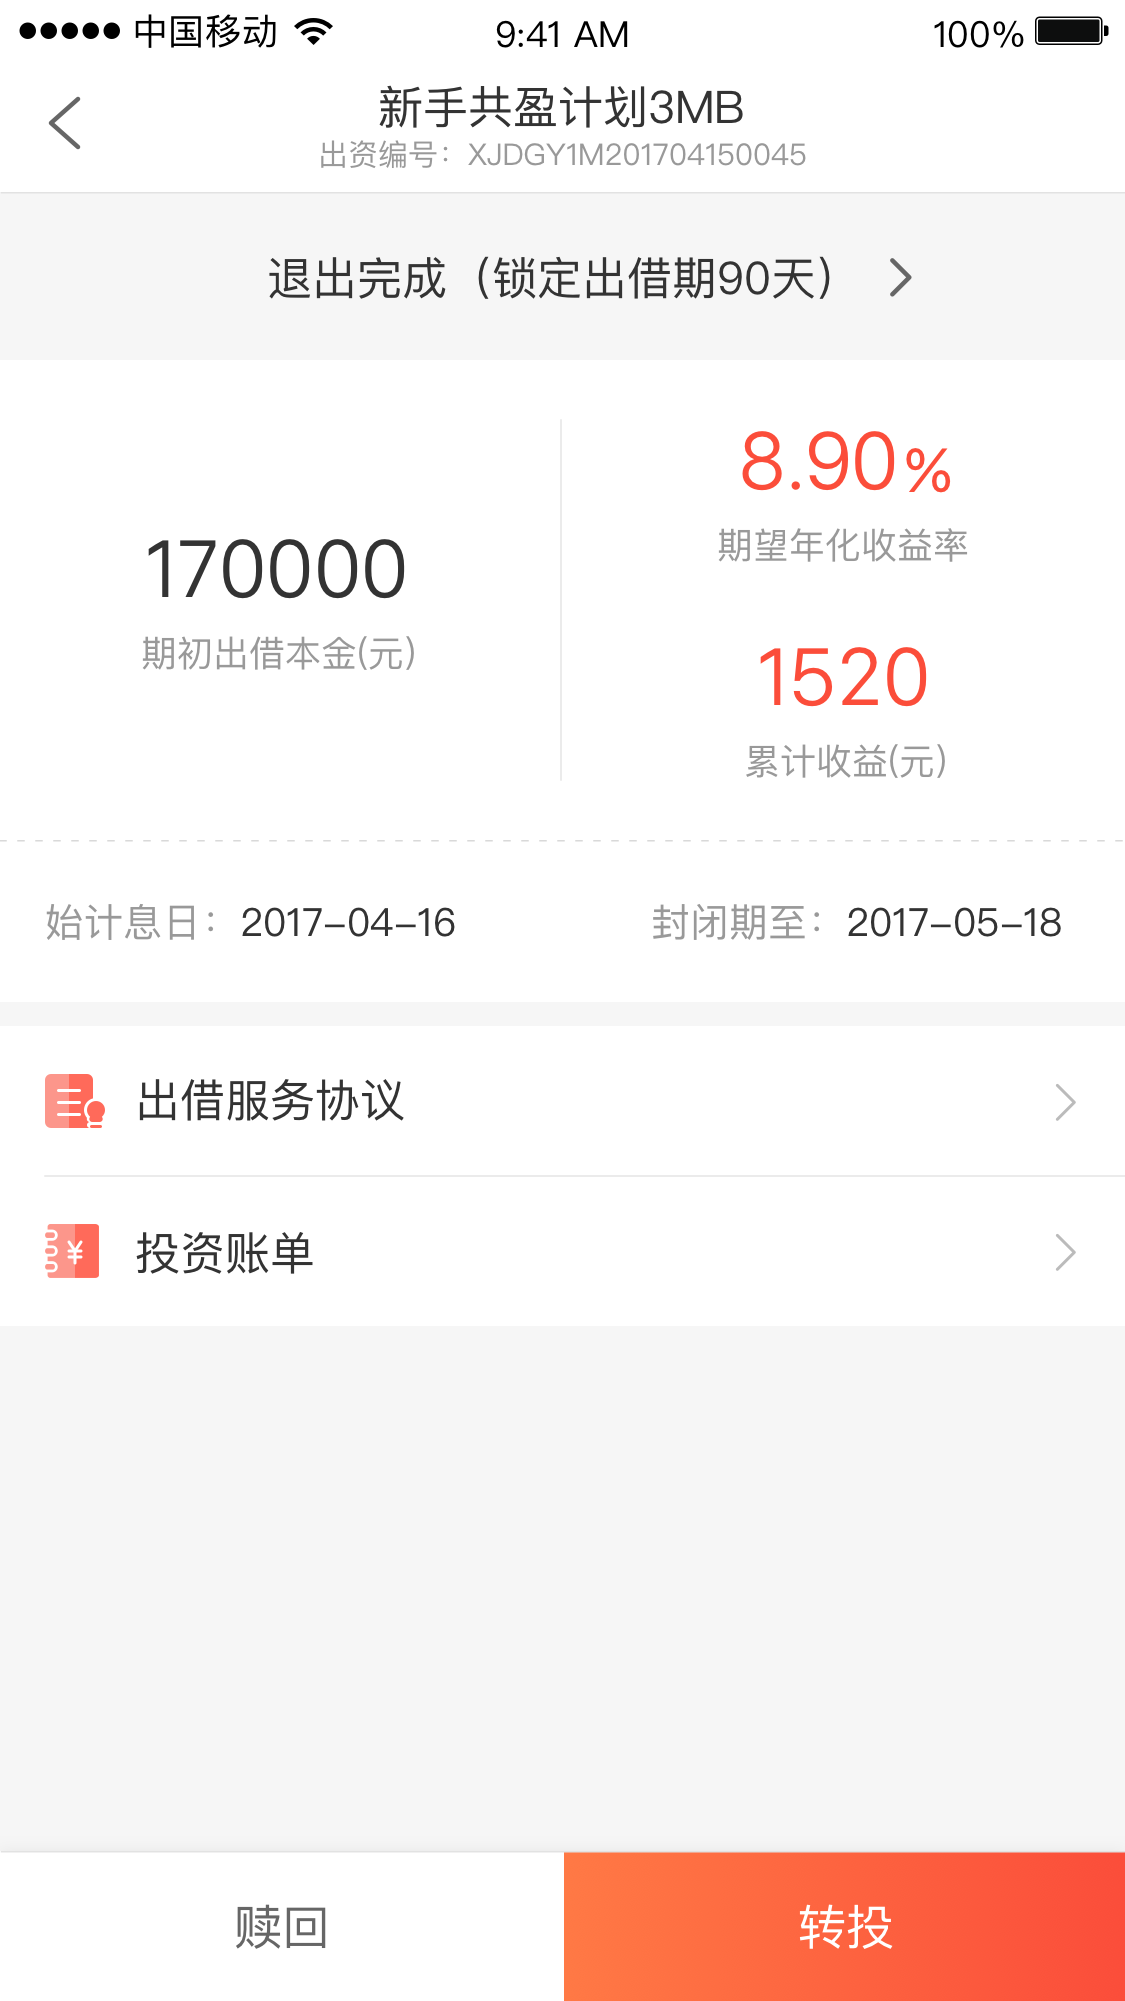 中国移动 9:41 AM 100%
新手共盈计划3MB
出资编号：XJDGY1M201704150045
退出完成（锁定出借期90天）
8.90%
期望年化收益率
170000
期初出借本金(元)
1520
累计收益(元)
始计息日：2017-04-16 封闭期至：2017-05-18
出借服务协议
¥ 投资账单
赎回 转投